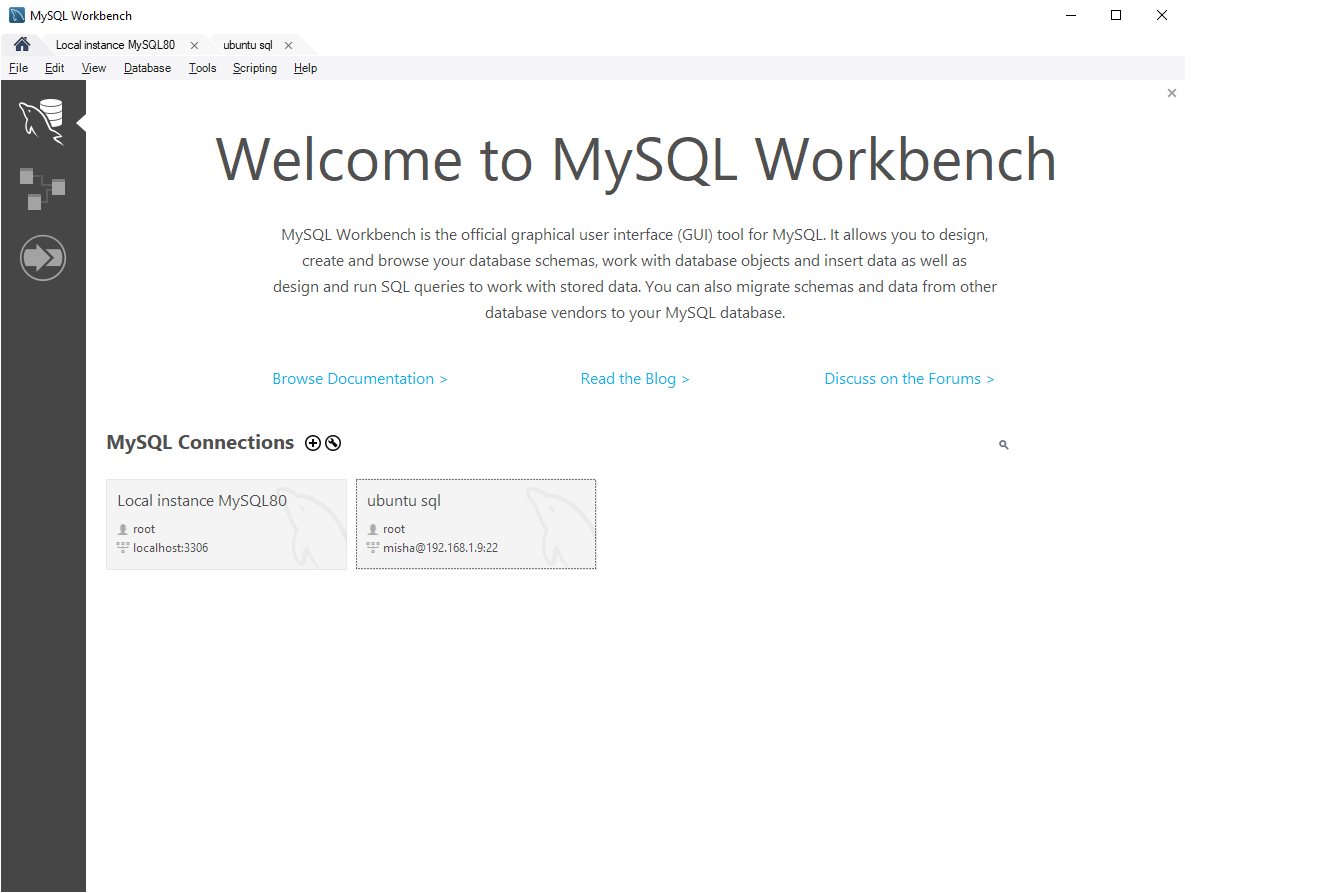 MySQL Workbench
Local instance MySQL80
ubuntu sql
File Edit View Database Tools Scripting Help
Welcome to MySQL Workbench
MySQL Workbench is the official graphical user interface (GUI) tool for MySQL. It allows you to design,
create and browse your database schemas, work with database objects and insert data as well as
design and run SQL queries to work with stored data. You can also migrate schemas and data from other
database vendors to your MySQL database.
Browse Documentation >
Read the Blog >
Discuss on the Forums >
MySQL Connections
Local instance MySQL80
root
localhost:3306
ubuntu sql
root
misha@192.168.1.9:22